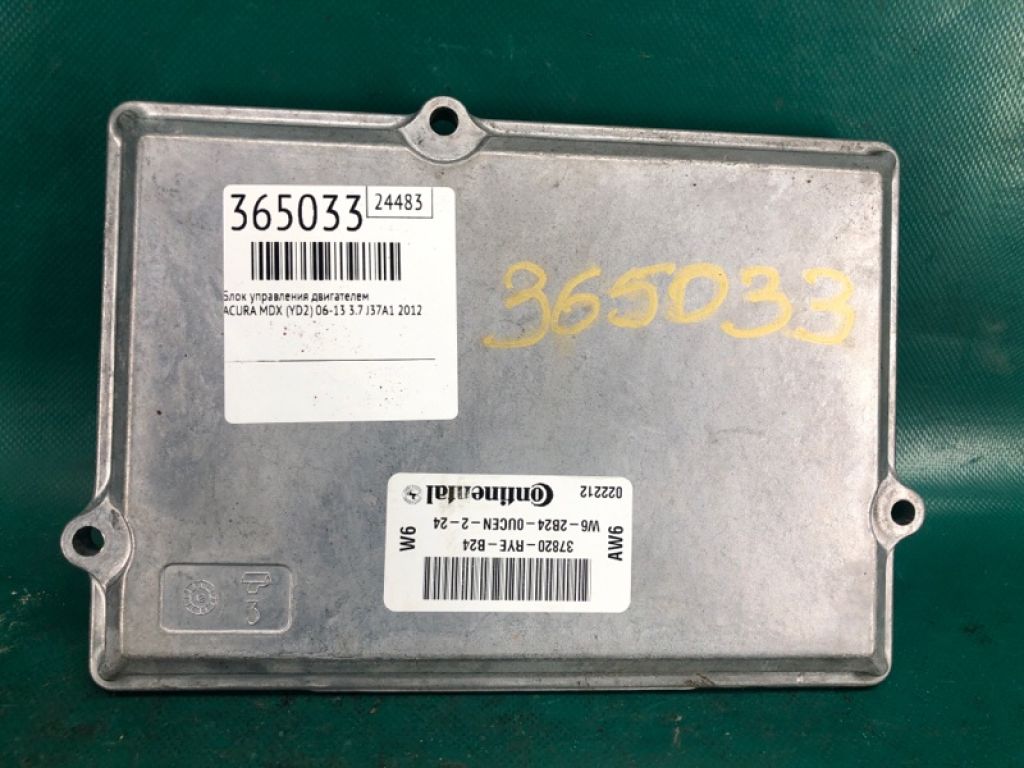 365033
24483
Блок управления двигателем
ACURA MDX (YD2) 06-13 3.7 J37A1 2012
365033
AW6
37820-RYE-B24
W6-2B24-0UCEN-2-24
W6
022212
Continental
3